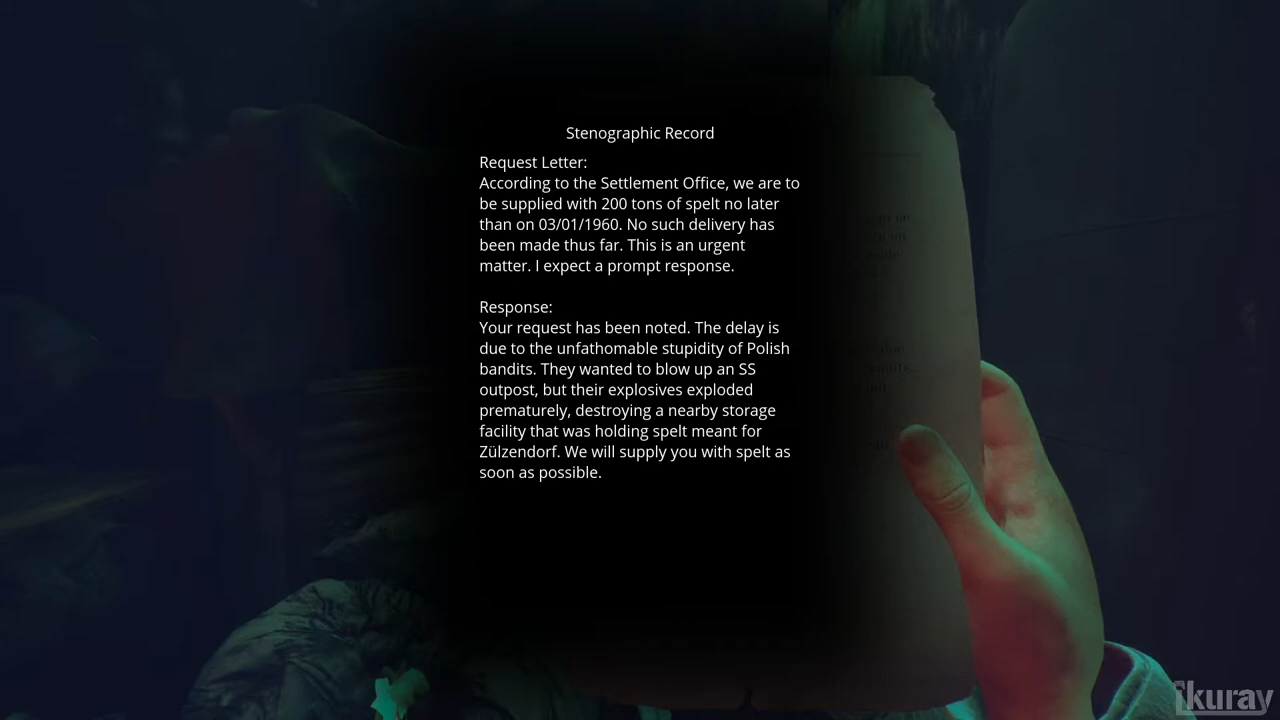 Stenographic Record
Request Letter:
According to the Settlement Office, we are to
be supplied with 200 tons of spelt no later
than on 03/01/1960. No such delivery has
been made thus far. This is an urgent
matter. I expect a prompt response.
Response:
Your request has been noted. The delay is
due to the unfathomable stupidity of Polish
bandits. They wanted to blow up an SS
outpost, but their explosives exploded
prematurely, destroying a nearby storage
facility that was holding spelt meant for
Zülzendorf. We will supply you with spelt as
soon as possible.
kuray